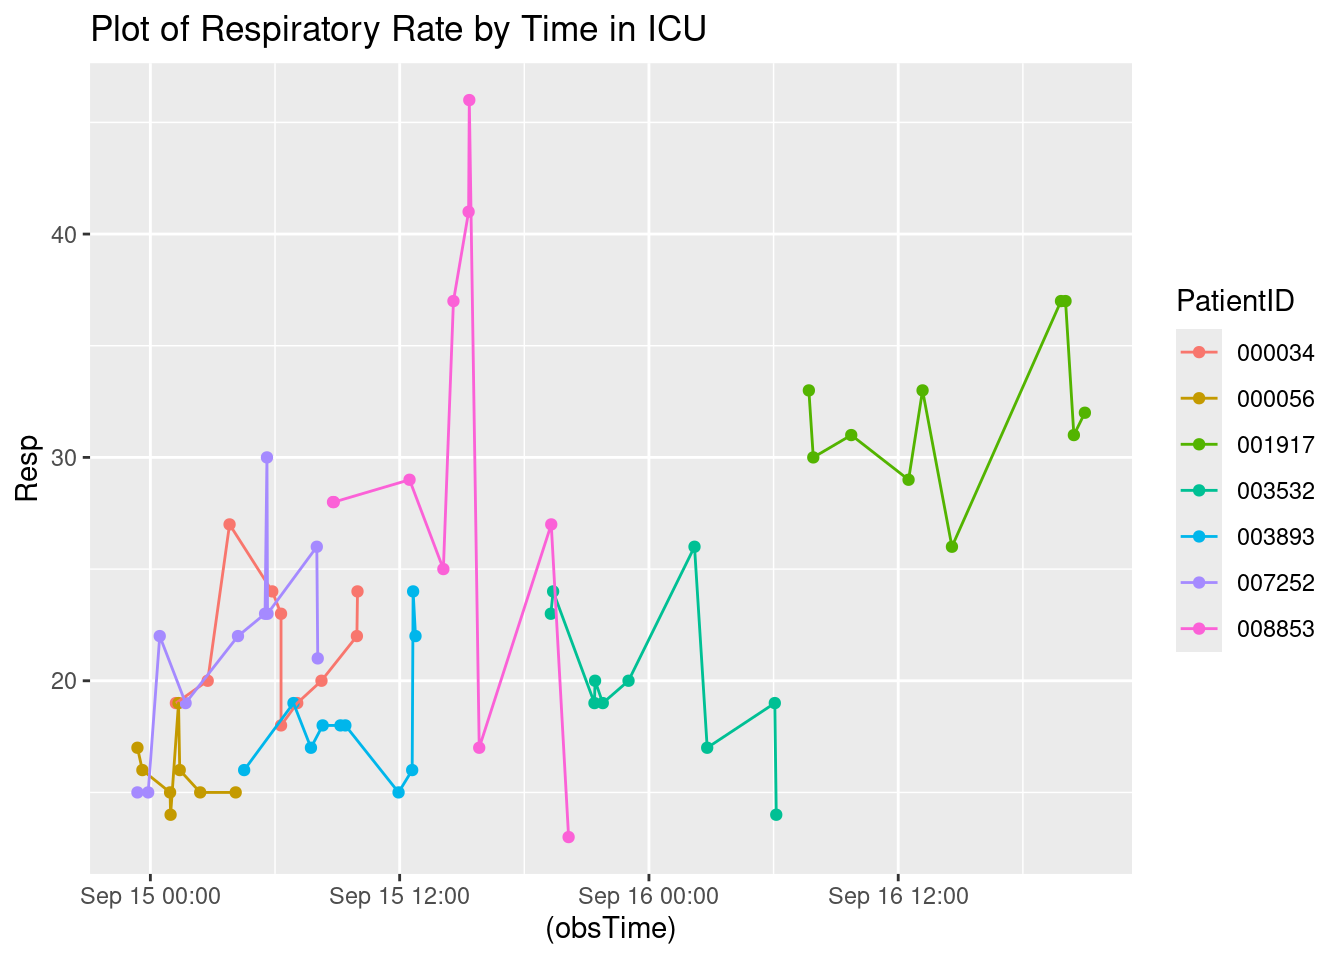 Plot of Respiratory Rate by Time in ICU
Resp
40
30
20
Sep 15 00:00
Sep 15 12:00
Sep 16 00:00
Sep 16 12:00
(obsTime)
PatientID
000034
000056
001917
003532
003893
007252
008853